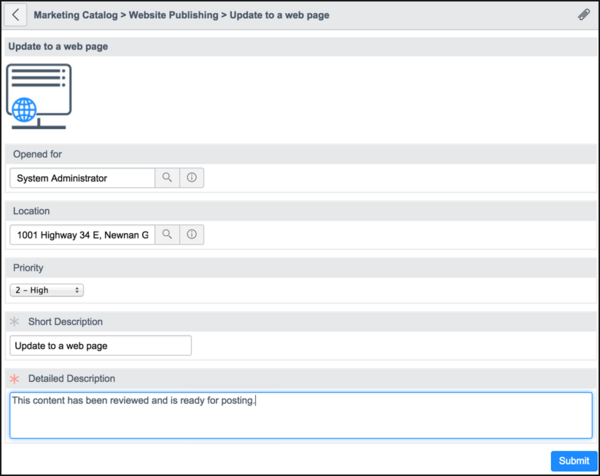 Marketing Catalog > Website Publishing > Update to a web page
Update to a web page
Opened for
System Administrator
Location
1001 Highway 34 E, Newnan G
Priority
2 – High
Short Description
Update to a web page
Detailed Description
This content has been reviewed and is ready for posting.
Submit